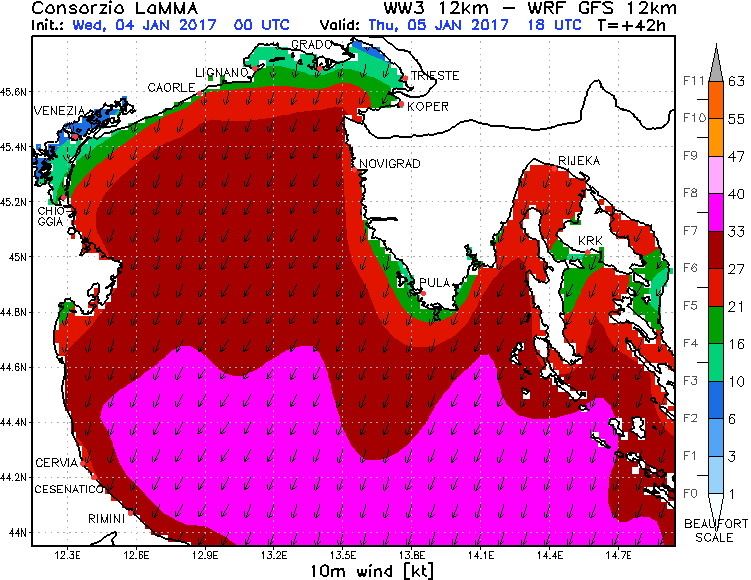 Consorzio LaMMA WW3 12km – WRF GFS 12km
Init.: Wed, 04 JAN 2017 00 UTC Valid: Thu, 05 JAN 2017 18 UTC T=+42h
GRADO
LIGNANO
TRIESTE
CAORLE
KOPER
VENEZIA
NOVIGRAD
RIJEKA
CHIO-
GGIA
KRK
PULA
CERVIA
CESENATICO
RIMINI
45.6N
45.4N
45.2N
45N
44.8N
44.6N
44.4N
44.2N
44N
12.3E 12.6E 12.9E 13.2E 13.5E 13.8E 14.1E 14.4E 14.7E
10m wind [kt]
F11 63
F10 55
F9 47
F8 40
F7 33
F6 27
F5 21
F4 16
F3 10
F2 6
F1 3
F0 1
BEAUFORT
SCALE